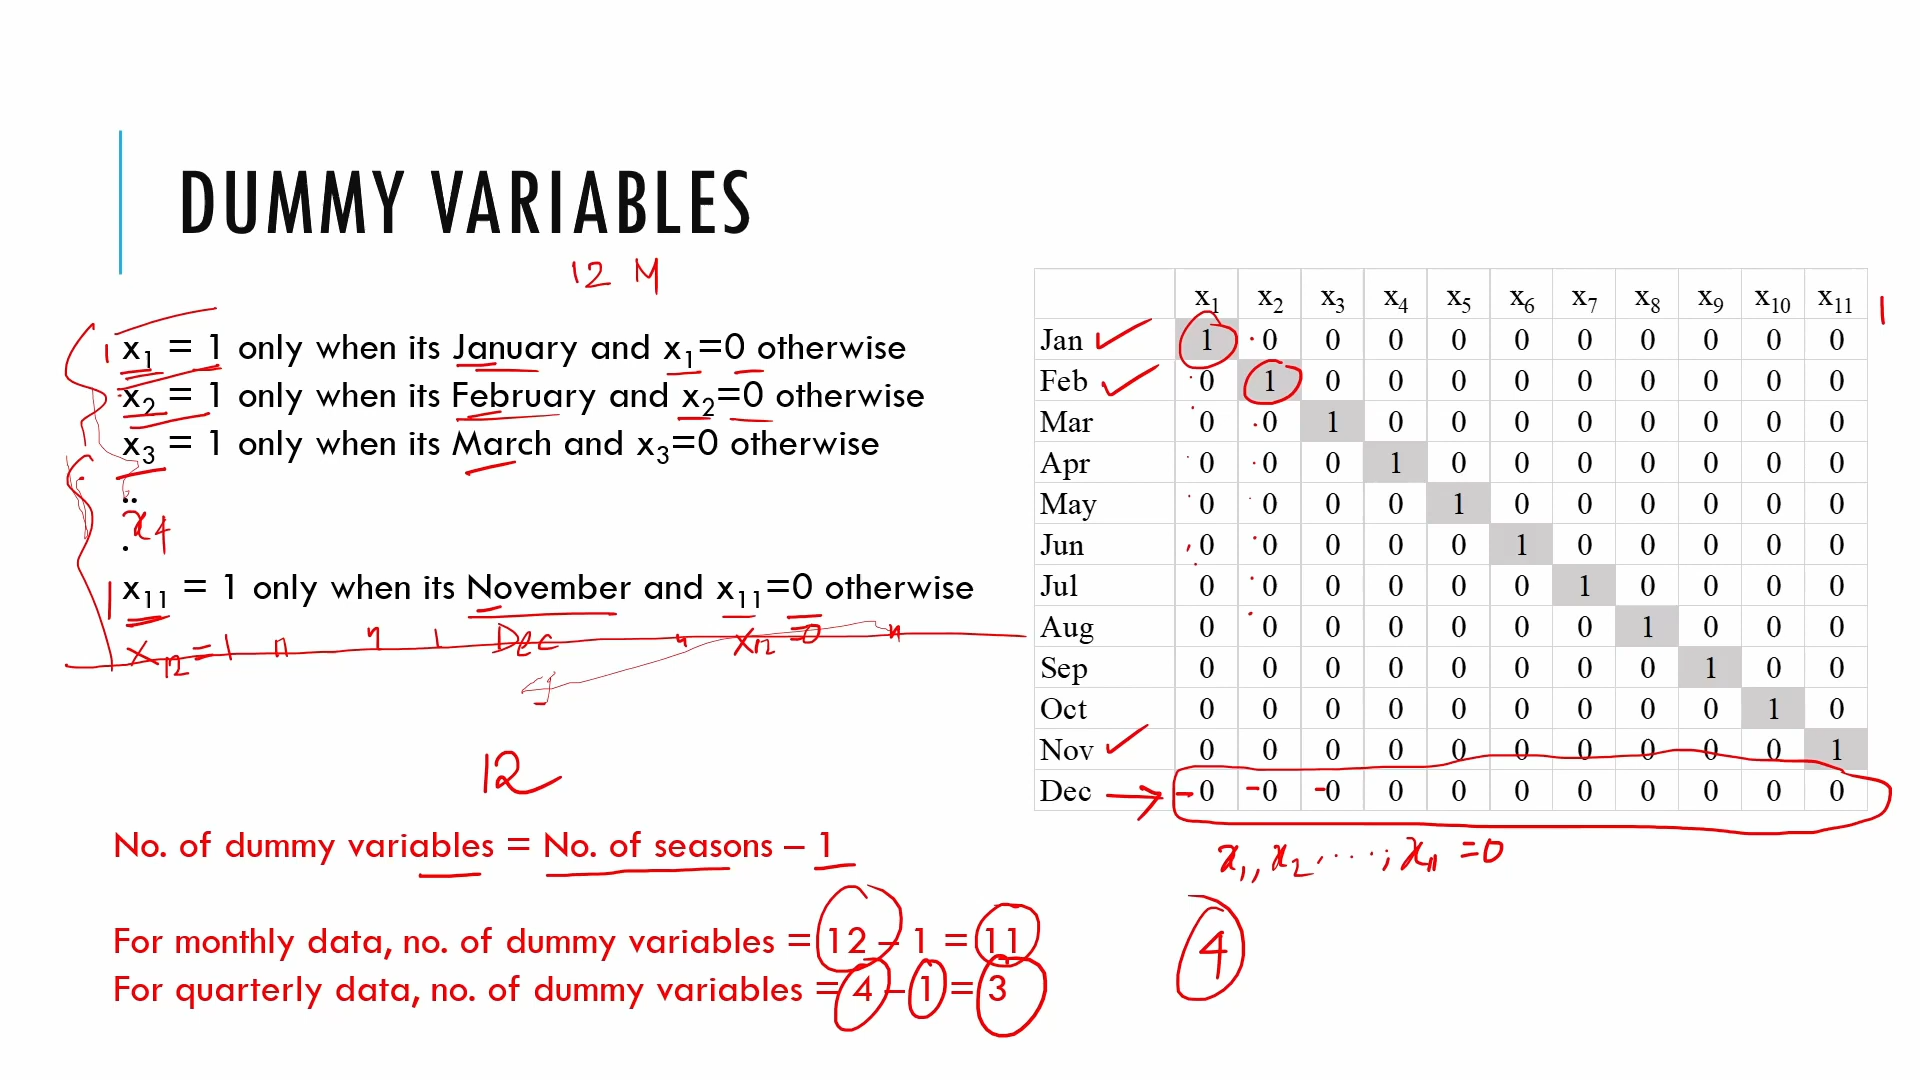 DUMMY VARIABLES
12 M
x₁ = 1 only when its January and x₁=0 otherwise
x₂ = 1 only when its February and x₂=0 otherwise
x₃ = 1 only when its March and x₃=0 otherwise
..
x4
.
x₁₁ = 1 only when its November and x₁₁=0 otherwise
x12 = 1 Dec x12 = 0
12
No. of dummy variables = No. of seasons – 1
For monthly data, no. of dummy variables = 12 – 1 = 11
For quarterly data, no. of dummy variables = 4 – 1 = 3
x₁ x₂ x₃ x₄ x₅ x₆ x₇ x₈ x₉ x₁₀ x₁₁
Jan 1 0 0 0 0 0 0 0 0 0 0
Feb 0 1 0 0 0 0 0 0 0 0 0
Mar 0 0 1 0 0 0 0 0 0 0 0
Apr 0 0 0 1 0 0 0 0 0 0 0
May 0 0 0 0 1 0 0 0 0 0 0
Jun 0 0 0 0 0 1 0 0 0 0 0
Jul 0 0 0 0 0 0 1 0 0 0 0
Aug 0 0 0 0 0 0 0 1 0 0 0
Sep 0 0 0 0 0 0 0 0 1 0 0
Oct 0 0 0 0 0 0 0 0 0 1 0
Nov 0 0 0 0 0 0 0 0 0 0 1
Dec 0 0 0 0 0 0 0 0 0 0 0
x1, x2, ....; x11 = 0
4